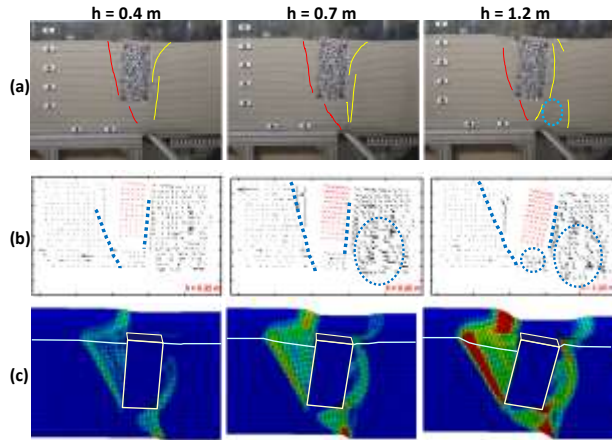 h = 0.4 m
h = 0.7 m
h = 1.2 m
(a)
(b)
(c)